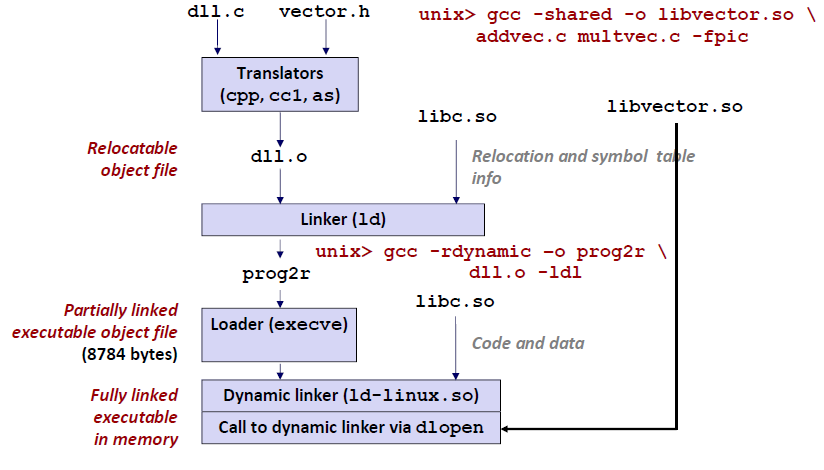 dll.c vector.h
unix> gcc -shared -o libvector.so \
addvec.c multvec.c -fpic
Translators
(cpp, cc1, as)
libc.so
libvector.so
Relocatable
object file
dll.o
Relocation and symbol table
info
Linker (ld)
unix> gcc -rdynamic –o prog2r \
dll.o -ldl
prog2r
libc.so
Partially linked
executable object file
(8784 bytes)
Loader (execve)
Code and data
Fully linked
executable
in memory
Dynamic linker (ld-linux.so)
Call to dynamic linker via dlopen